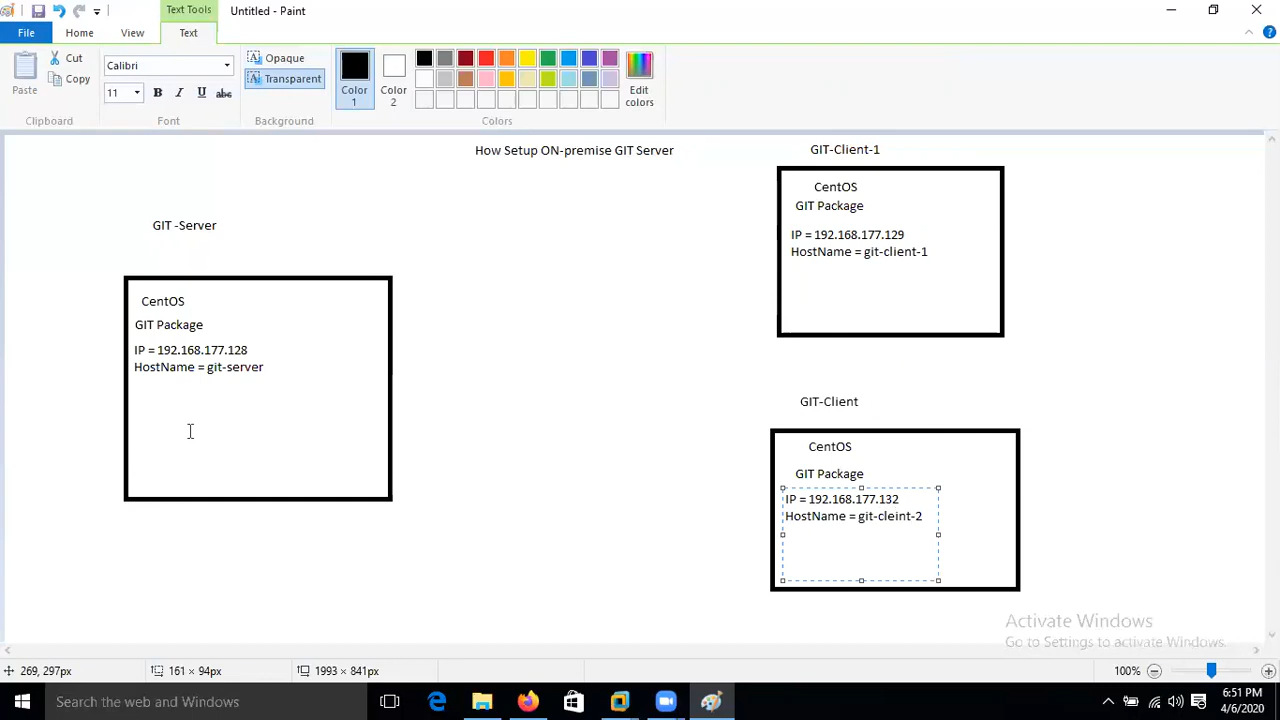 Text Tools
Untitled - Paint
File
Home
View
Text
Paste
Cut
Copy
Clipboard
Calibri
11
B
I
U
abc
Font
Opaque
Transparent
Background
Color
1
Color
2
Edit
colors
Colors
How Setup ON-premise GIT Server
GIT -Server
CentOS
GIT Package
IP = 192.168.177.128
HostName = git-server
GIT-Client-1
CentOS
GIT Package
IP = 192.168.177.129
HostName = git-client-1
GIT-Client
CentOS
GIT Package
IP = 192.168.177.132
HostName = git-cleint-2
Activate Windows
Go to Settings to activate Windows.
269, 297px
161 × 94px
1993 × 841px
100%
Search the web and Windows
6:51 PM
4/6/2020